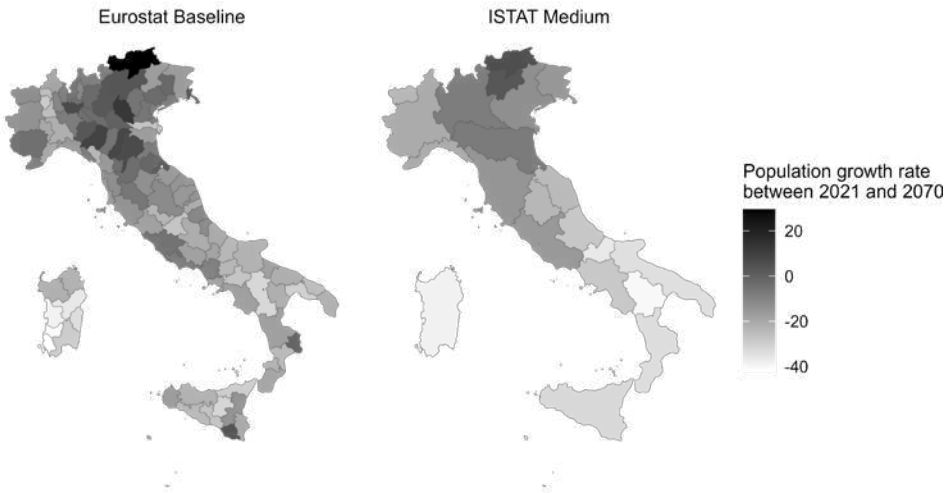 Eurostat Baseline
ISTAT Medium
Population growth rate
between 2021 and 2070
20
0
-20
-40